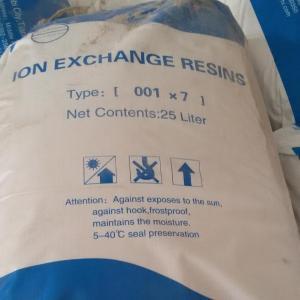 ION EXCHANGE RESINS
Type: [ 001 ×7 ]
Net Contents:25 Liter
Attention: Against exposes to the sun,
against hook,frostproof,
maintains the moisture.
5-40℃ seal preservation